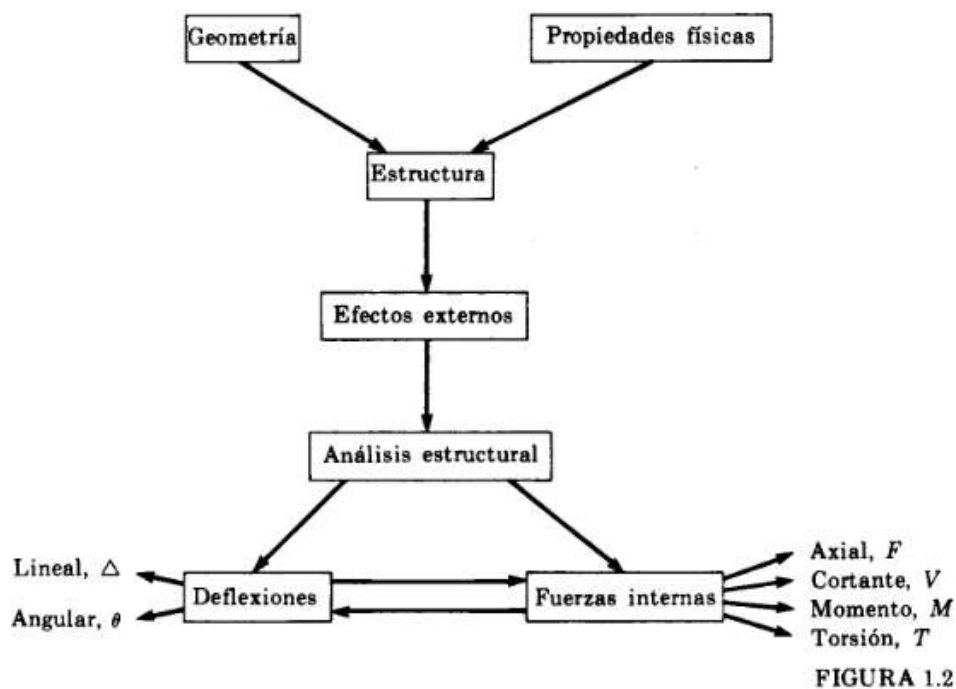 Geometría
Propiedades físicas
Estructura
Efectos externos
Análisis estructural
Lineal, △
Angular, θ
Deflexiones
Fuerzas internas
Axial, F
Cortante, V
Momento, M
Torsión, T
FIGURA 1.2